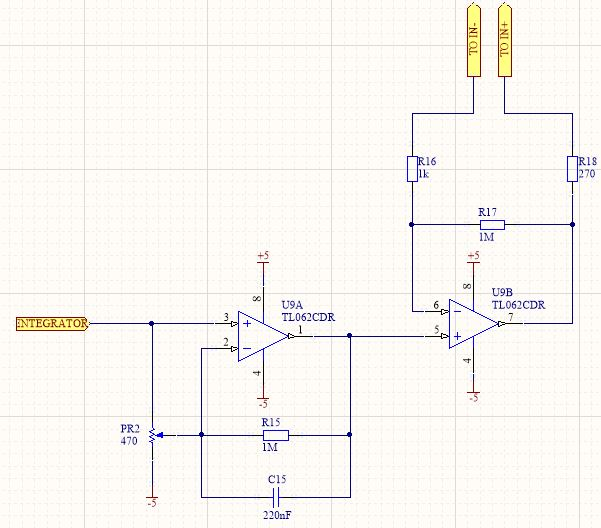 TO IN-
TO IN+
R16
1k
R18
270
R17
1M
+5
+5
U9A
TL062CDR
U9B
TL062CDR
8
8
INTEGRATOR
3
2
1
6
5
7
4
4
-5
-5
PR2
470
R15
1M
C15
220nF
-5